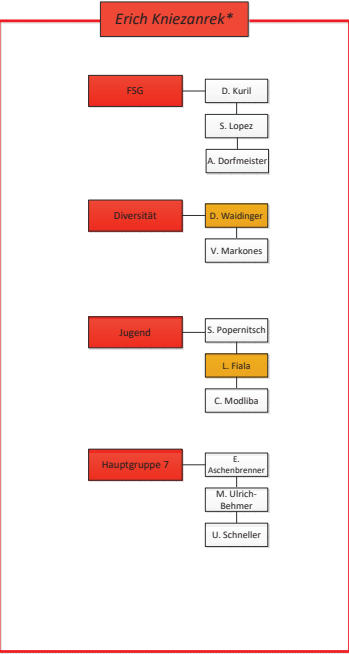 Erich Kniezanrek*
FSG
D. Kuril
S. Lopez
A. Dorfmeister
Diversität
D. Waidinger
V. Markones
Jugend
S. Popernitsch
L. Fiala
C. Modliba
Hauptgruppe 7
E.
Aschenbrenner
M. Ulrich-
Behmer
U. Schneller